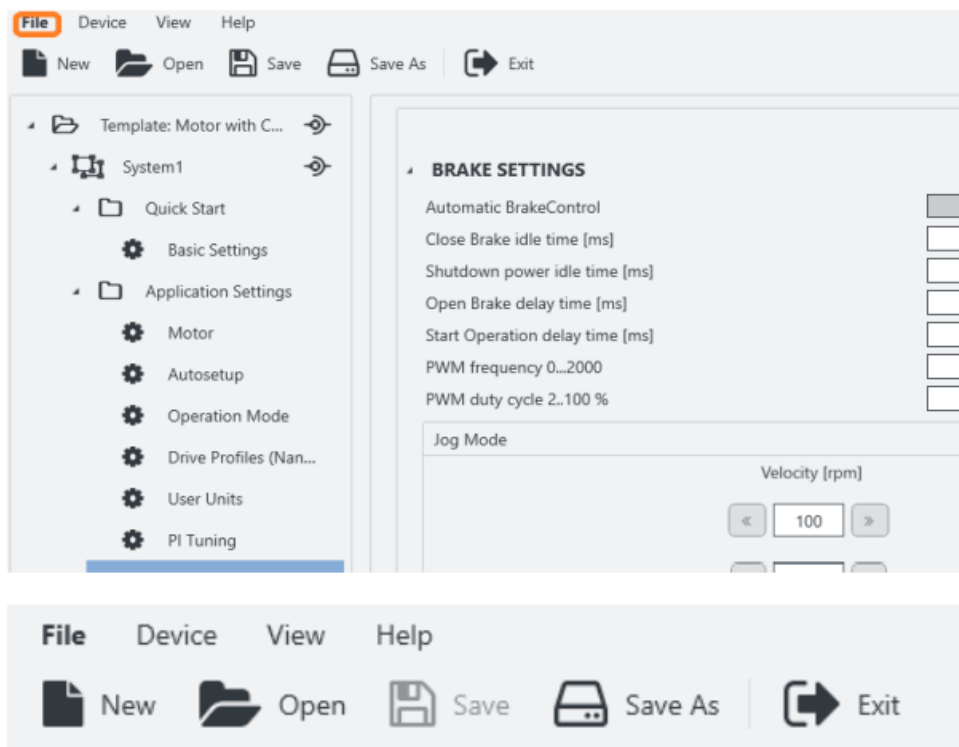 File Device View Help
New Open Save Save As Exit
Template: Motor with C...
System1
Quick Start
Basic Settings
Application Settings
Motor
Autosetup
Operation Mode
Drive Profiles (Nan...
User Units
PI Tuning
BRAKE SETTINGS
Automatic BrakeControl
Close Brake idle time [ms]
Shutdown power idle time [ms]
Open Brake delay time [ms]
Start Operation delay time [ms]
PWM frequency 0...2000
PWM duty cycle 2..100 %
Jog Mode
Velocity [rpm]
100
File Device View Help
New Open Save Save As Exit